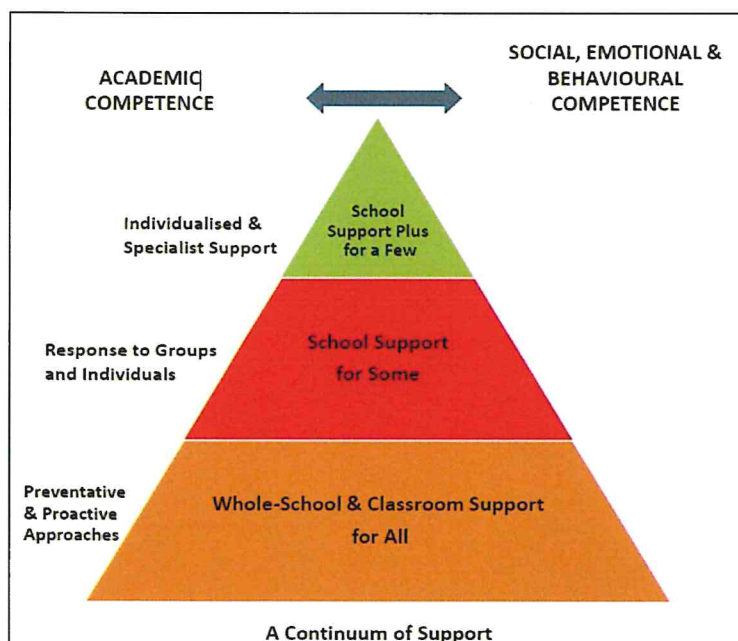 ACADEMIC
COMPETENCE
SOCIAL, EMOTIONAL &
BEHAVIOURAL
COMPETENCE
Individualised &
Specialist Support
School
Support Plus
for a Few
Response to Groups
and Individuals
School Support
for Some
Preventative
& Proactive
Approaches
Whole-School & Classroom Support
for All
A Continuum of Support